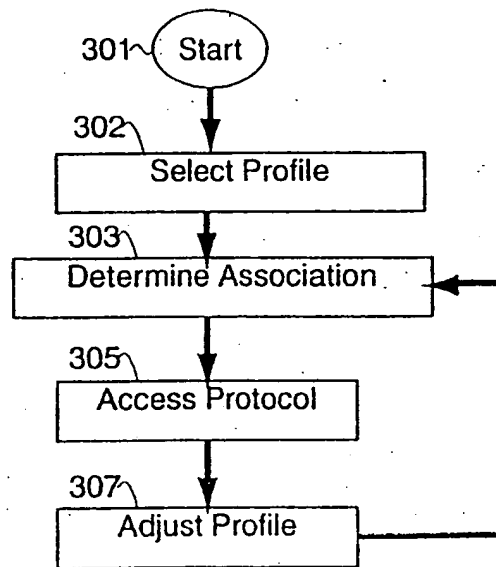 301 Start
302
Select Profile
303
Determine Association
305
Access Protocol
307
Adjust Profile